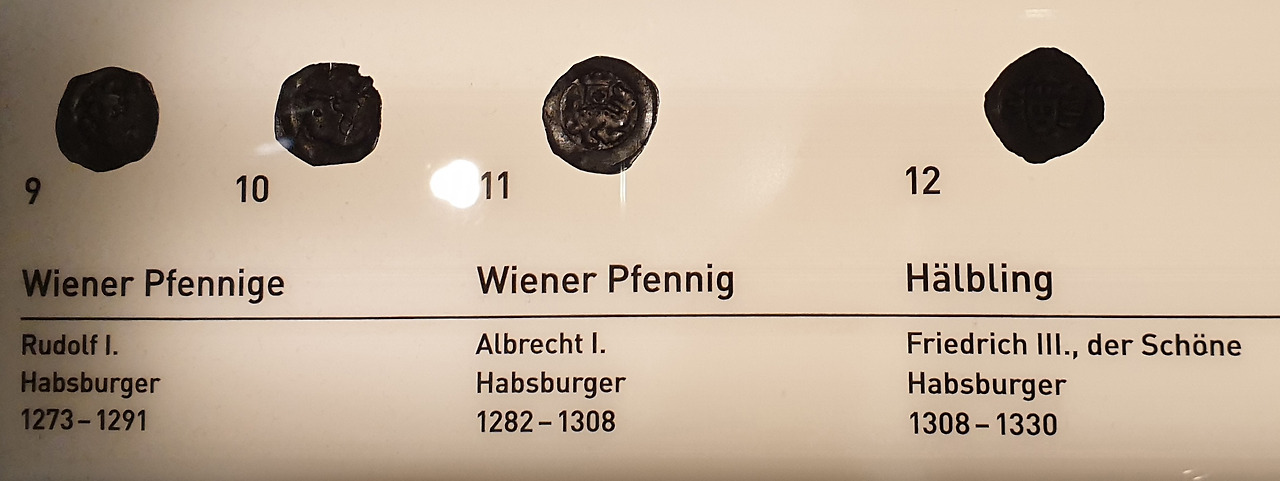 9
10
11
12
Wiener Pfennige
Rudolf I.
Habsburger
1273–1291
Wiener Pfennig
Albrecht I.
Habsburger
1282–1308
Hälbling
Friedrich III., der Schöne
Habsburger
1308–1330